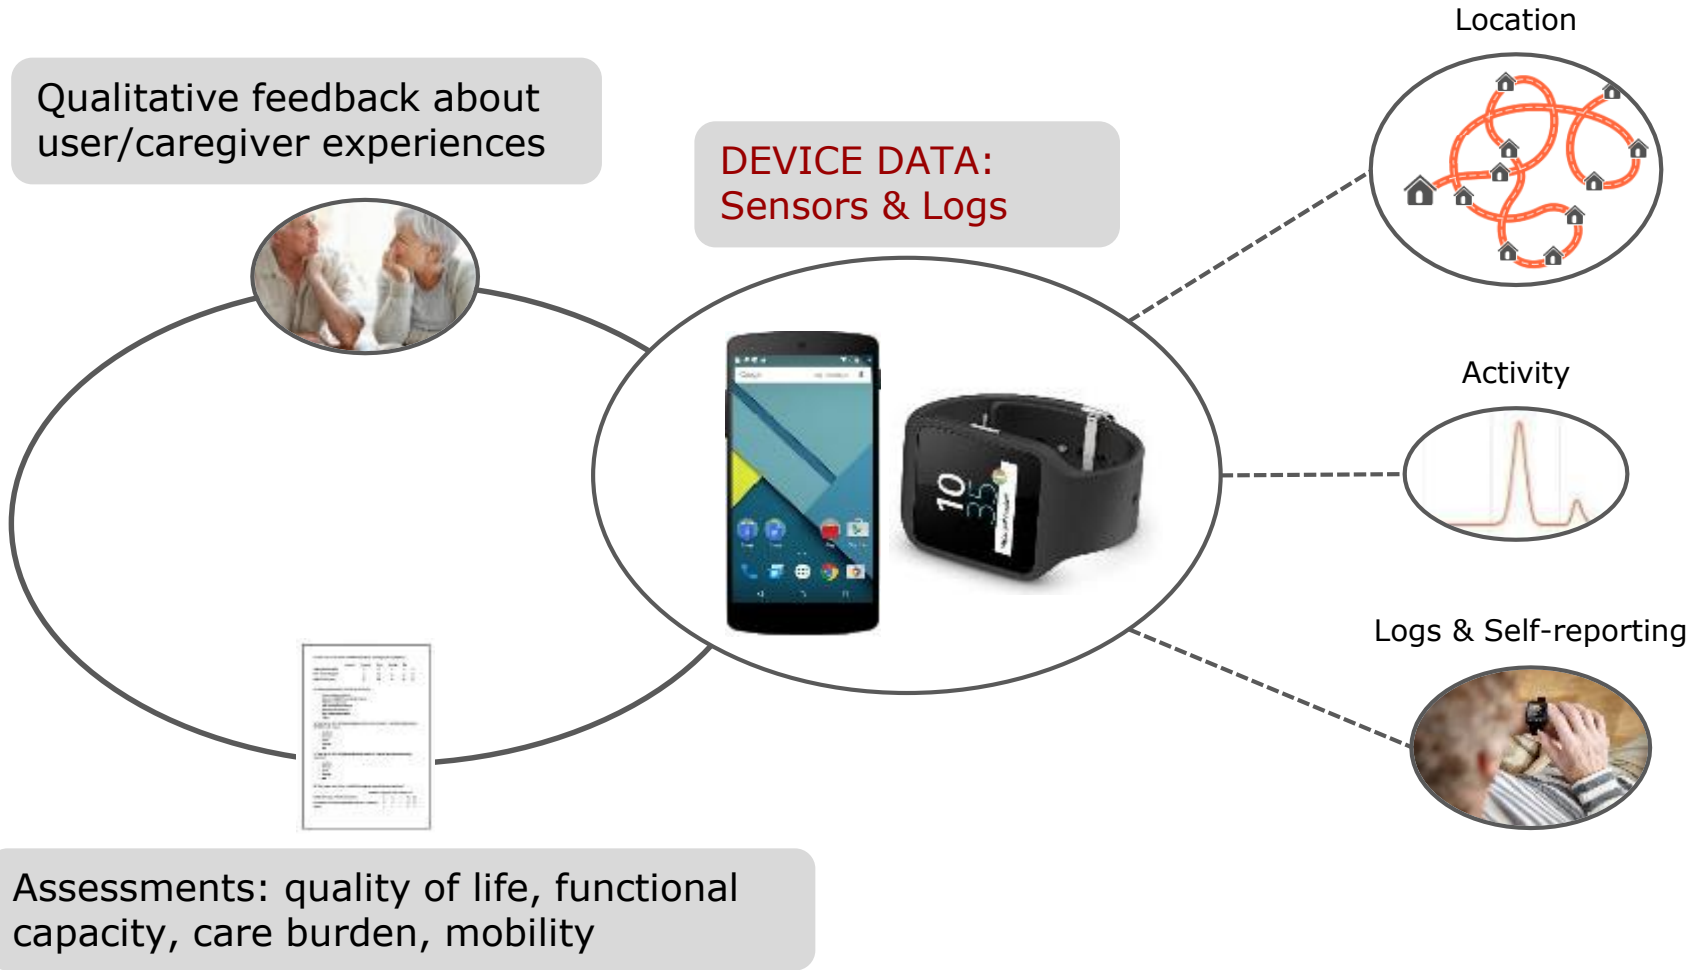 Location
Qualitative feedback about
user/caregiver experiences
DEVICE DATA:
Sensors & Logs
Activity
Google
10
35
Logs & Self-reporting
Assessments: quality of life, functional
capacity, care burden, mobility